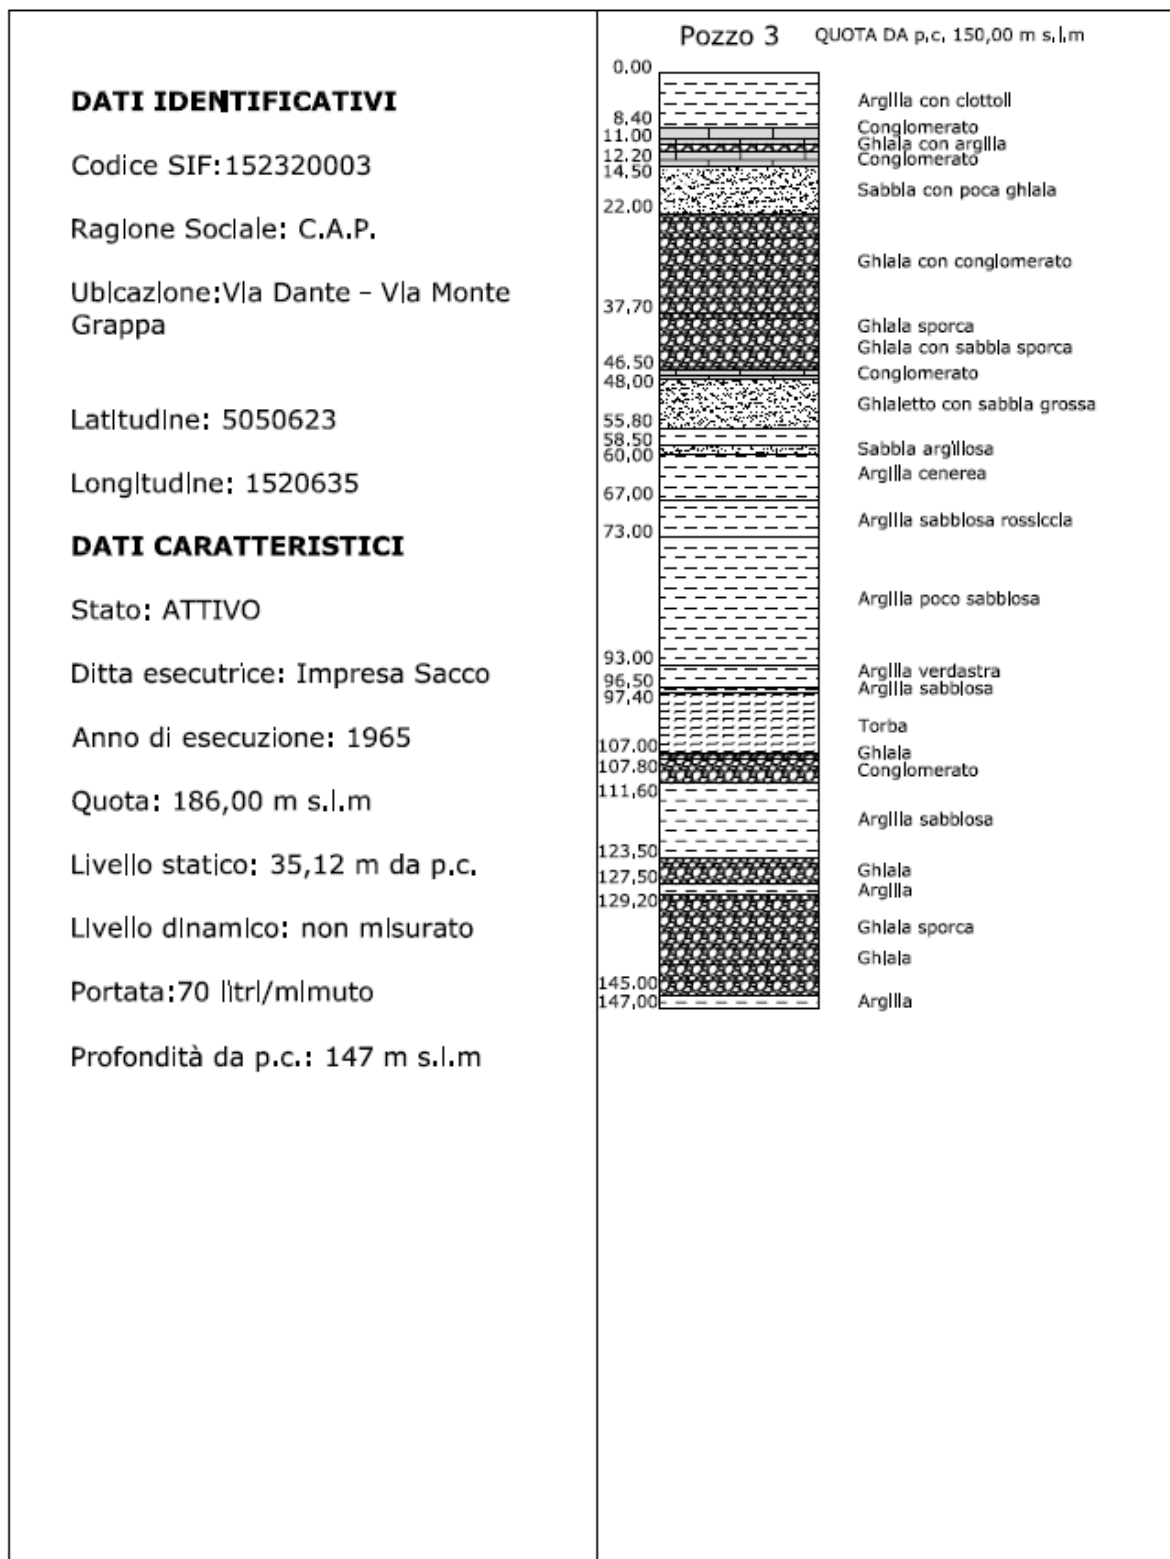 DATI IDENTIFICATIVI
Codice SIF:152320003
Ragione Sociale: C.A.P.
Ubicazione:Via Dante – Via Monte
Grappa
Latitudine: 5050623
Longitudine: 1520635
DATI CARATTERISTICI
Stato: ATTIVO
Ditta esecutrice: Impresa Sacco
Anno di esecuzione: 1965
Quota: 186,00 m s.l.m
Livello statico: 35,12 m da p.c.
Livello dinamico: non misurato
Portata:70 litri/mimuto
Profondità da p.c.: 147 m s.l.m
Pozzo 3 QUOTA DA p.c. 150,00 m s.l.m
0.00
Argilla con ciottoli
8.40
Conglomerato
11.00
Ghiaia con argilla
12.20
Conglomerato
14.50
Sabbia con poca ghiaia
22.00
Ghiaia con conglomerato
37,70
Ghiaia sporca
Ghiaia con sabbia sporca
46.50
Conglomerato
48,00
Ghiaietto con sabbia grossa
55.80
58.50
Sabbia argillosa
60,00
Argilla cenerea
67,00
Argilla sabbiosa rossiccia
73.00
Argilla poco sabbiosa
93.00
Argilla verdastra
96,50
Argilla sabbiosa
97,40
Torba
107.00
Ghiaia
107.80
Conglomerato
111,60
Argilla sabbiosa
123,50
Ghiaia
127,50
Argilla
129,20
Ghiaia sporca
Ghiaia
145.00
147,00
Argilla